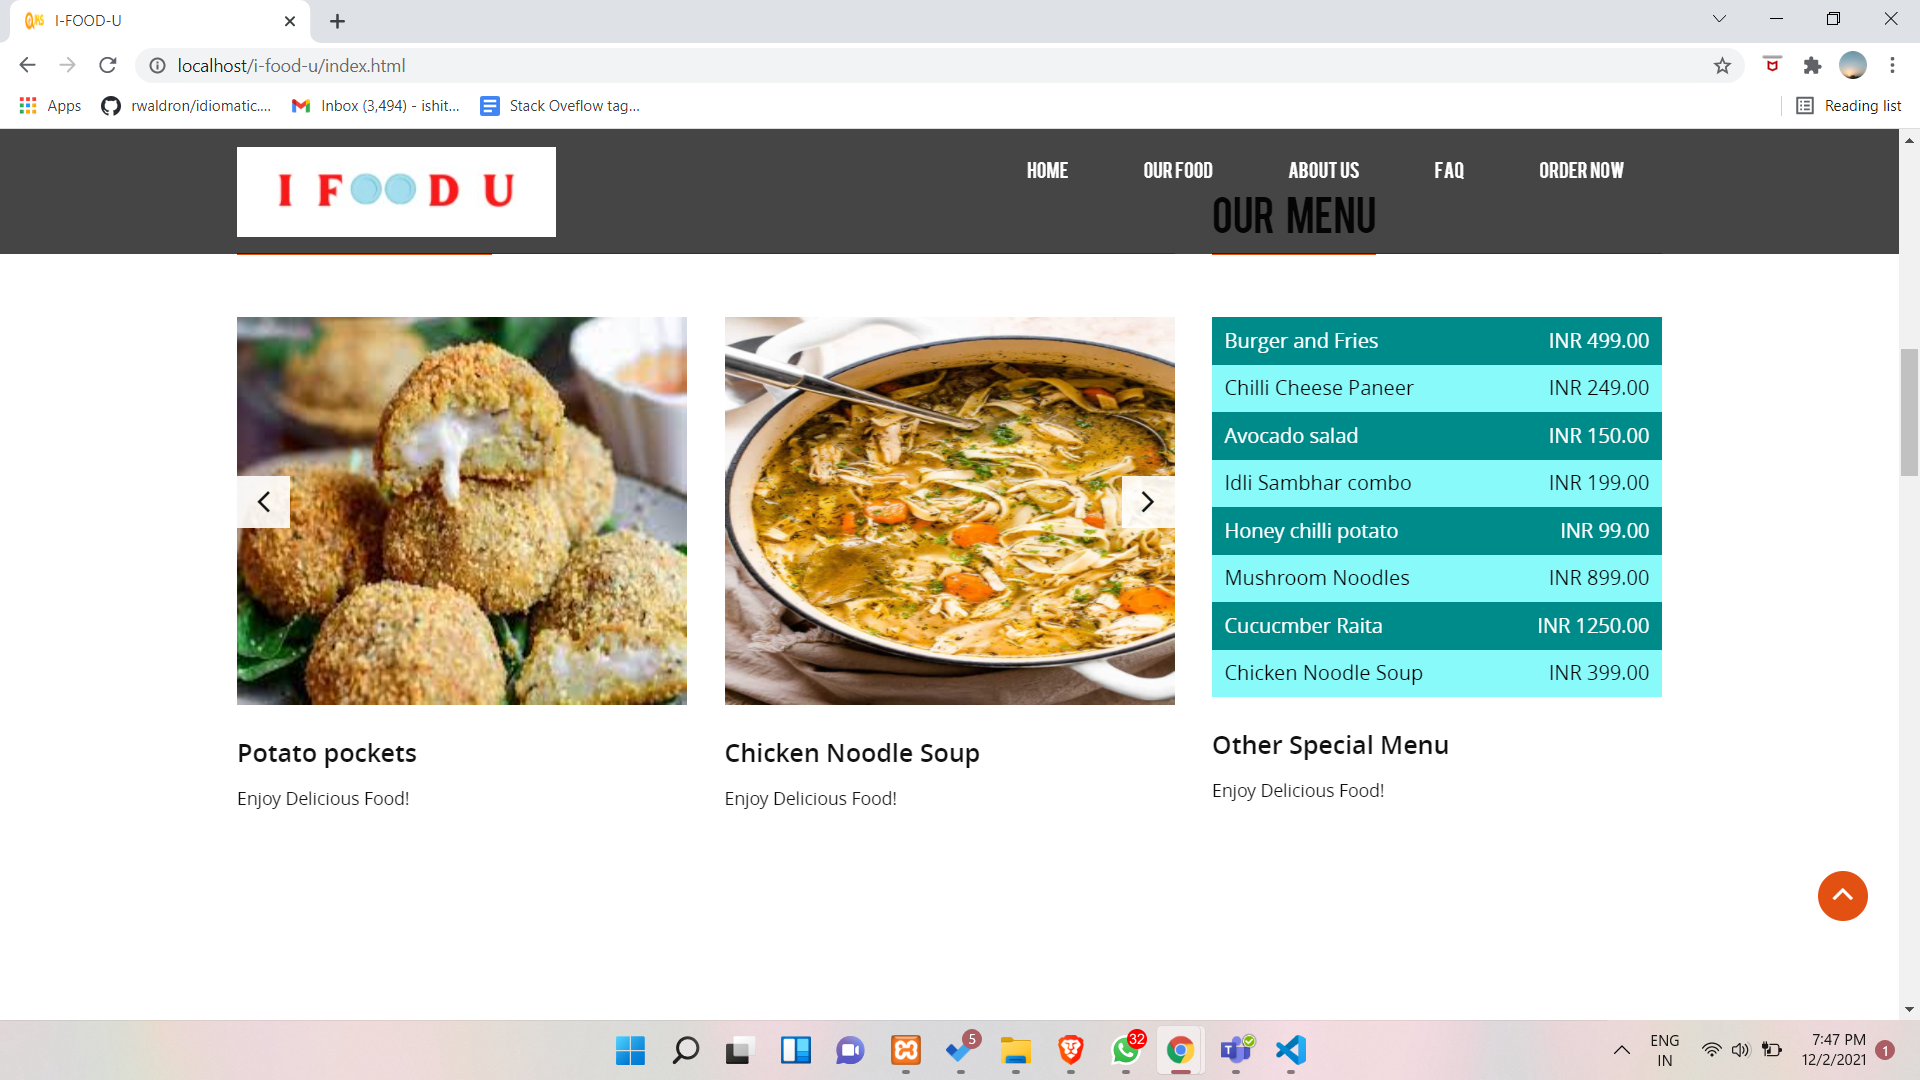 I-FOOD-U
localhost/i-food-u/index.html
Apps
rwaldron/idiomatic....
Inbox (3,494) - ishit...
Stack Oveflow tag...
Reading list
I FOOD U
HOME
OUR FOOD
ABOUT US
FAQ
ORDER NOW
OUR MENU
Burger and Fries INR 499.00
Chilli Cheese Paneer INR 249.00
Avocado salad INR 150.00
Idli Sambhar combo INR 199.00
Honey chilli potato INR 99.00
Mushroom Noodles INR 899.00
Cucucmber Raita INR 1250.00
Chicken Noodle Soup INR 399.00
Potato pockets
Enjoy Delicious Food!
Chicken Noodle Soup
Enjoy Delicious Food!
Other Special Menu
Enjoy Delicious Food!
5
32
ENG
IN
7:47 PM
12/2/2021
1